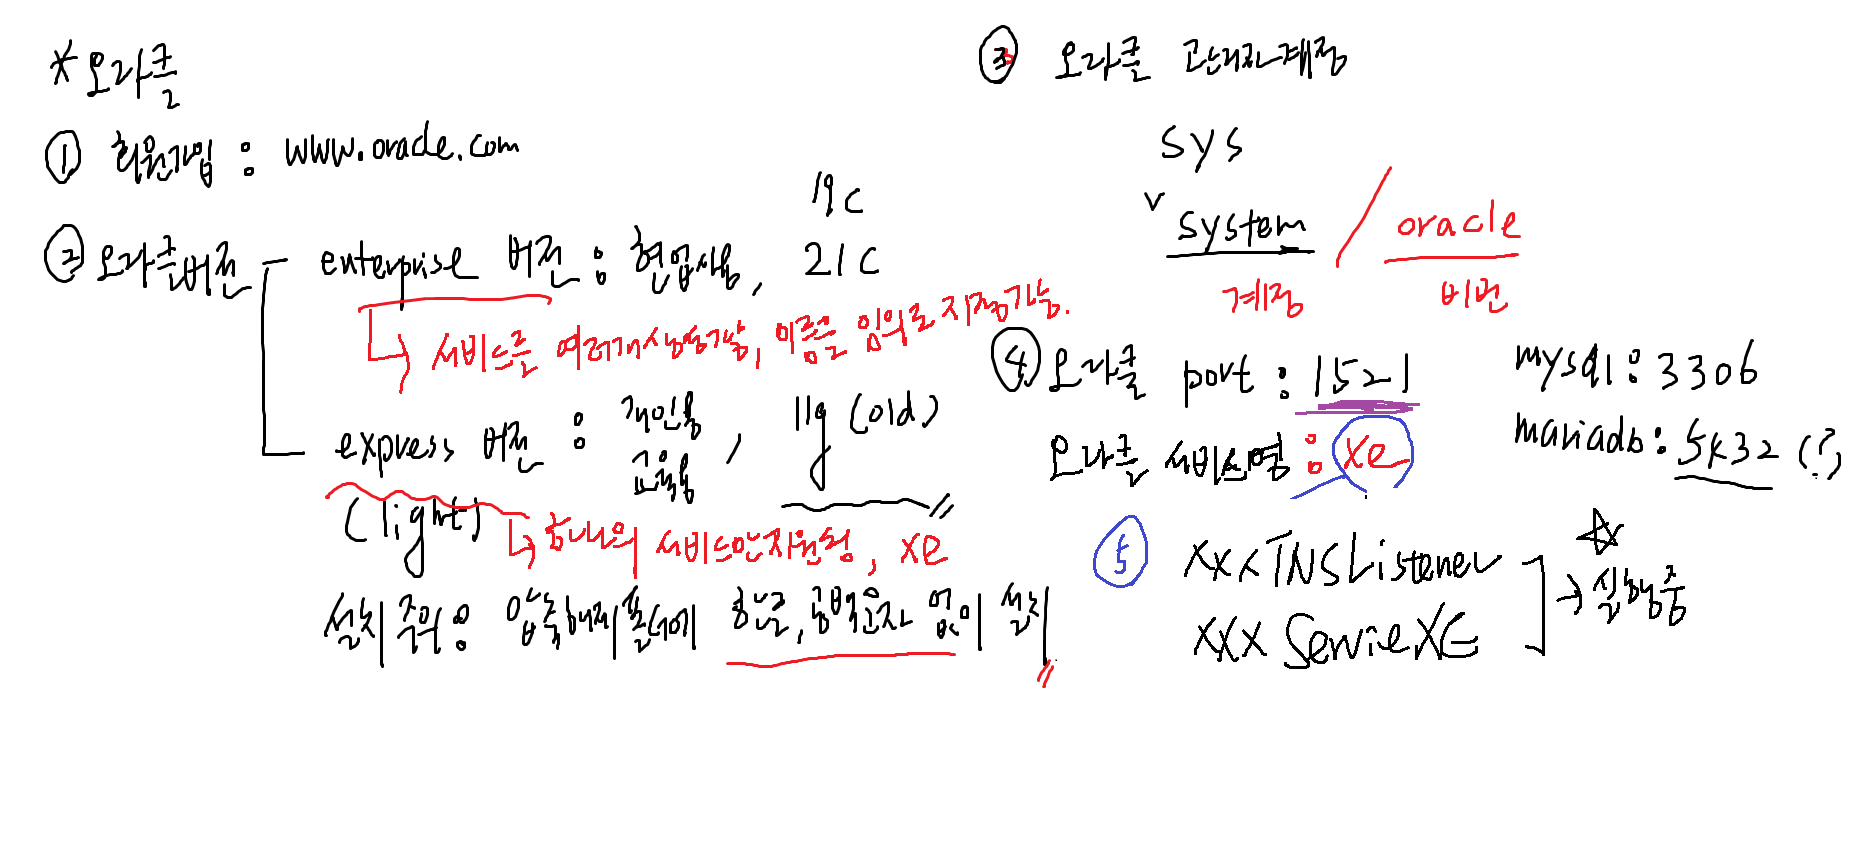 * 오라클
① 회원가입 : www.oracle.com
② 오라클버전
enterprise 버전 : 현업사용, 19c 21c
↳ 서비스를 여러개생성가능, 이름을 임의로지정가능.
express 버전 : 개인용 교육용, 11g (old)
(light)
↳ 하나의 서비스만지원됨, xe
설치 주의 : 압축해제폴더에 한글, 공백문자 없이 설치
③ 오라클 관리자계정
sys
v system / oracle
계정 비번
④ 오라클 port : 1521
오라클 서비스명 : xe
mysql : 3306
mariadb : (?)
⑤ xxxTNSListener
xxx ServiceXE
→ ☆ 실행중